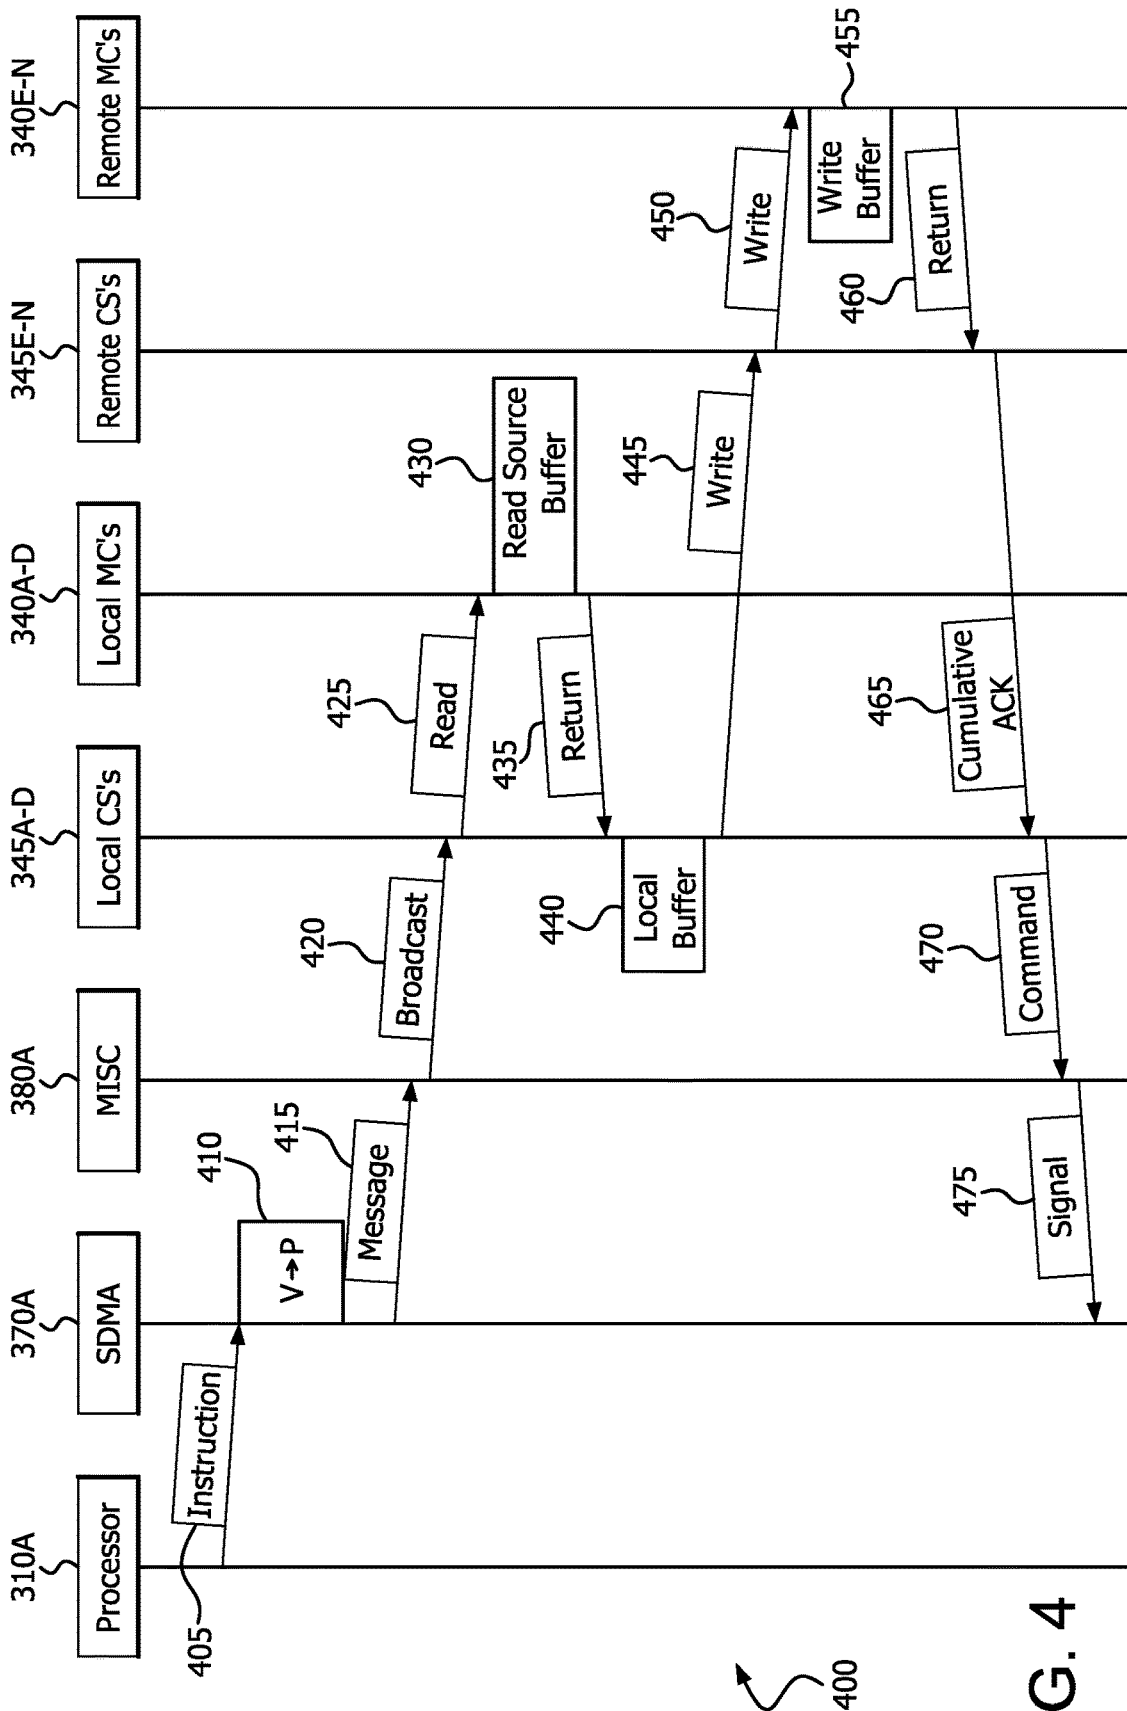 310A
370A
380A
345A-D
340A-D
345E-N
340E-N
Processor
SDMA
MISC
Local CS's
Local MC's
Remote CS's
Remote MC's
405
Instruction
410
V→P
415
Message
420
Broadcast
425
Read
430
Read Source
Buffer
435
Return
440
Local
Buffer
445
Write
450
Write
455
Write
Buffer
460
Return
465
Cumulative
ACK
470
Command
475
Signal
400
G. 4